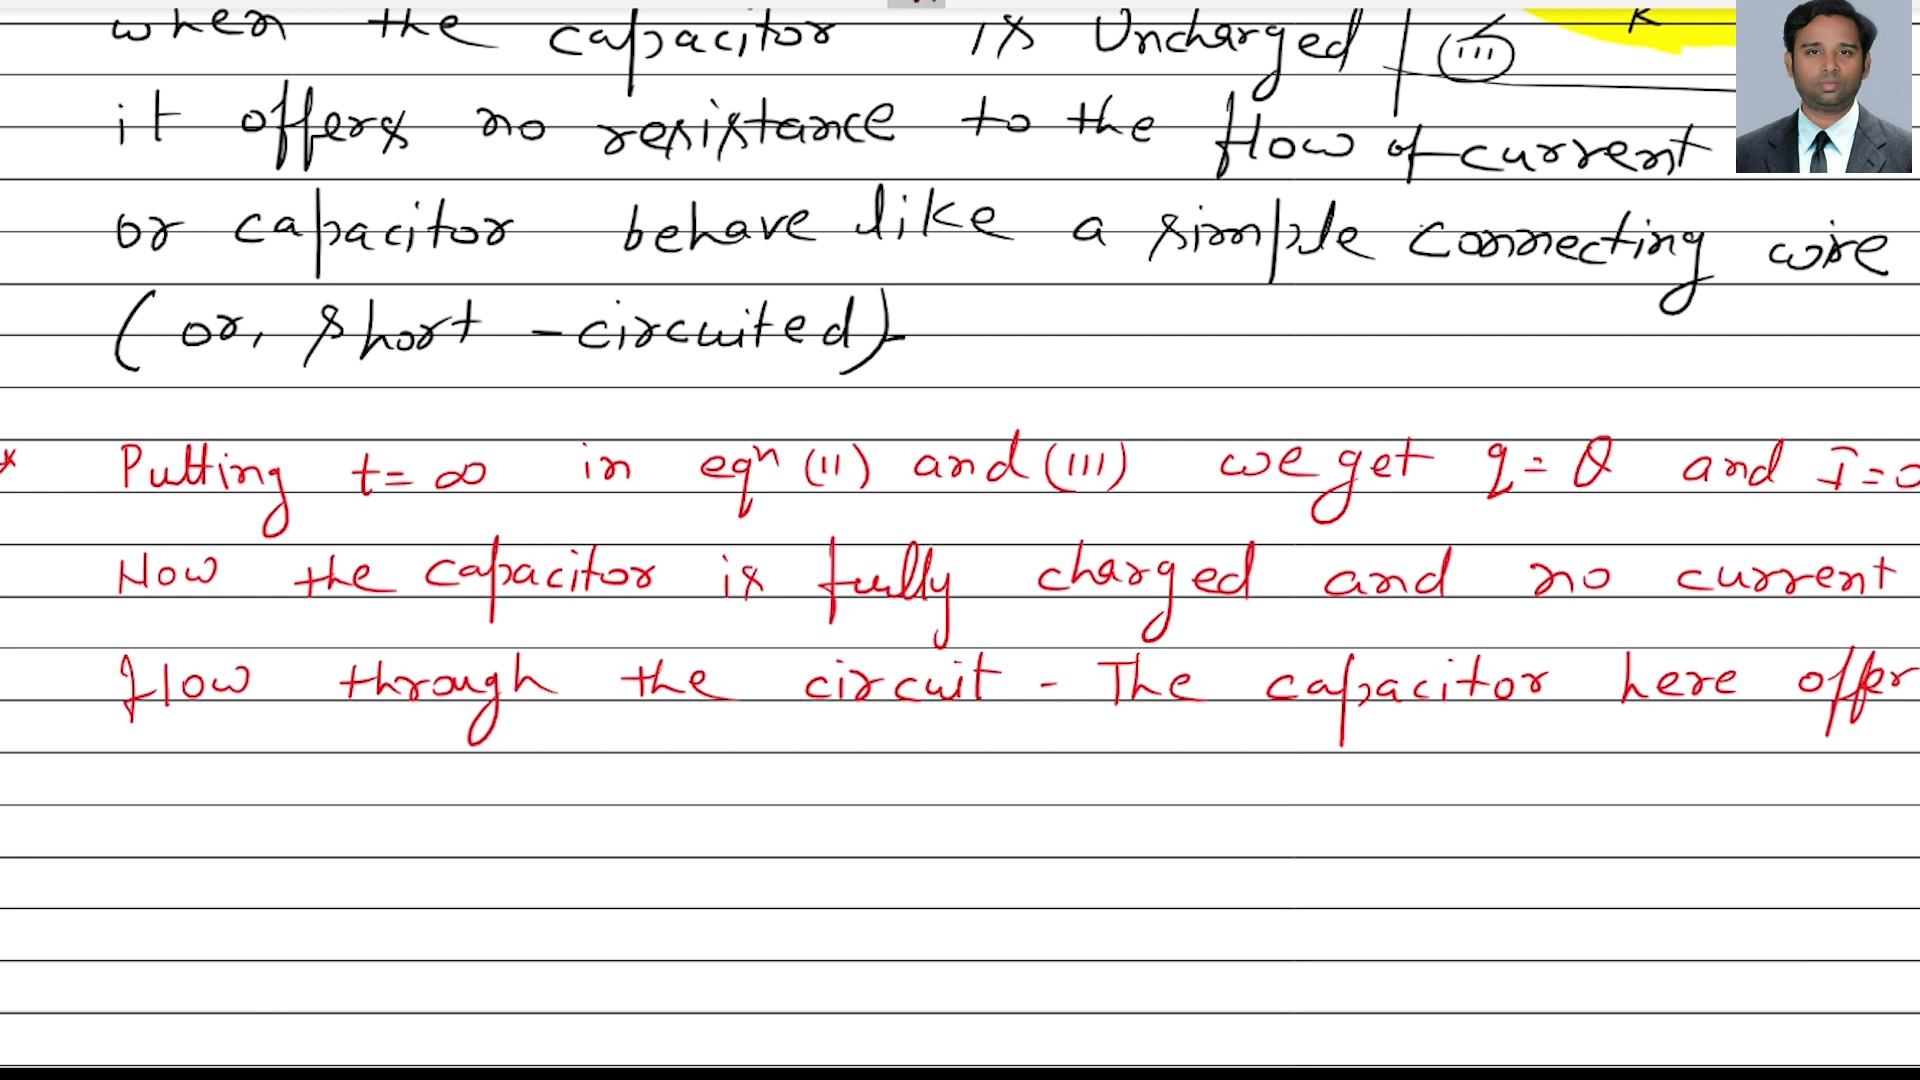 when the capacitor is Uncharged (iii) R
it offers no resistance to the flow of current
or capacitor behave like a simple connecting wire
(or, short - circuited)
* Putting t = ∞ in eqn (ii) and (iii) we get q = Q and I = 0
Now the capacitor is fully charged and no current
flow through the circuit - The capacitor here offer